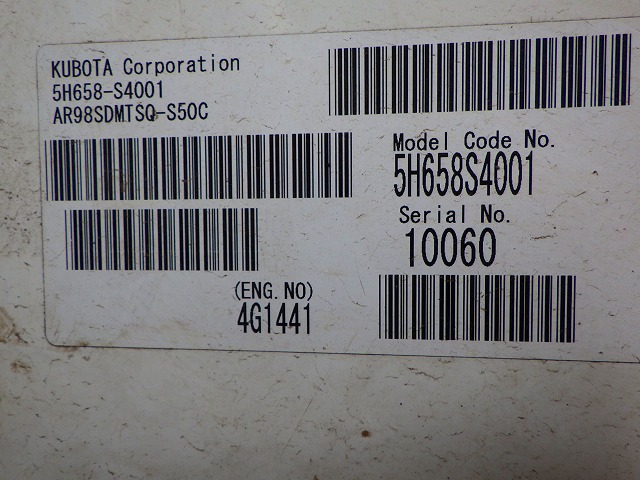 KUBOTA Corporation
5H658-S4001
AR98SDMTSQ-S50C
Model Code No.
5H658S4001
Serial No.
10060
(ENG.NO)
4G1441